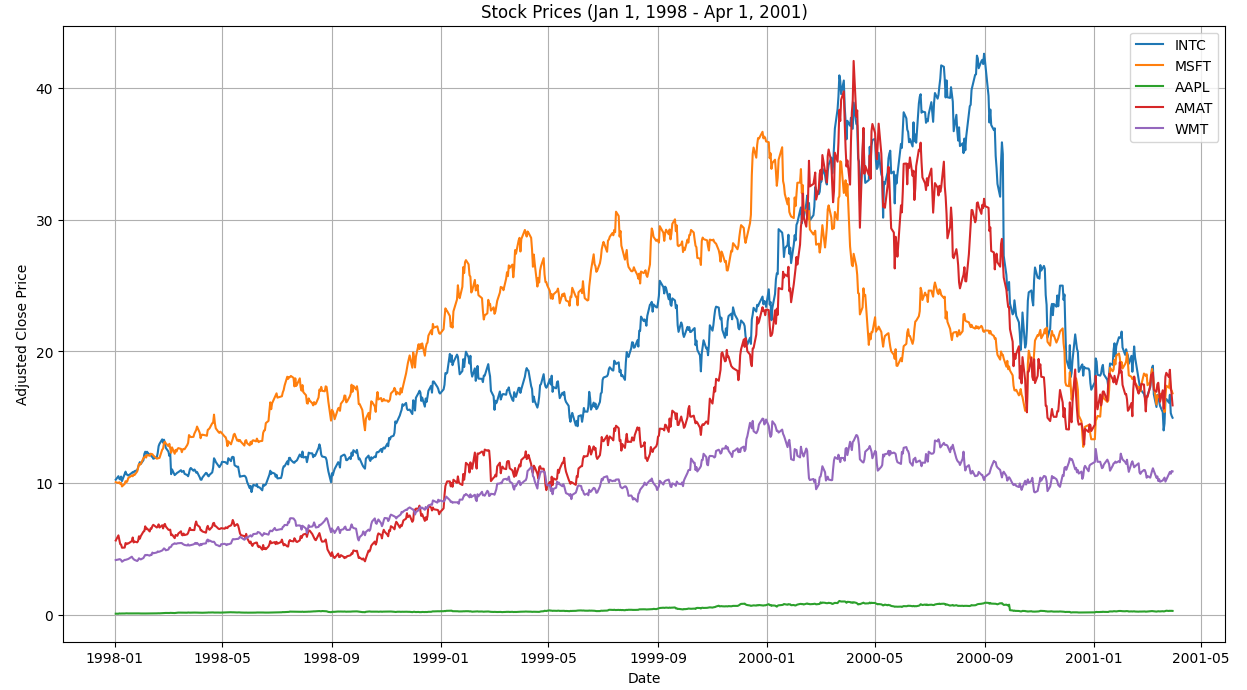 Stock Prices (Jan 1, 1998 - Apr 1, 2001)
INTC
MSFT
AAPL
AMAT
WMT
Adjusted Close Price
40
30
20
10
0
1998-01 1998-05 1998-09 1999-01 1999-05 1999-09 2000-01 2000-05 2000-09 2001-01 2001-05
Date